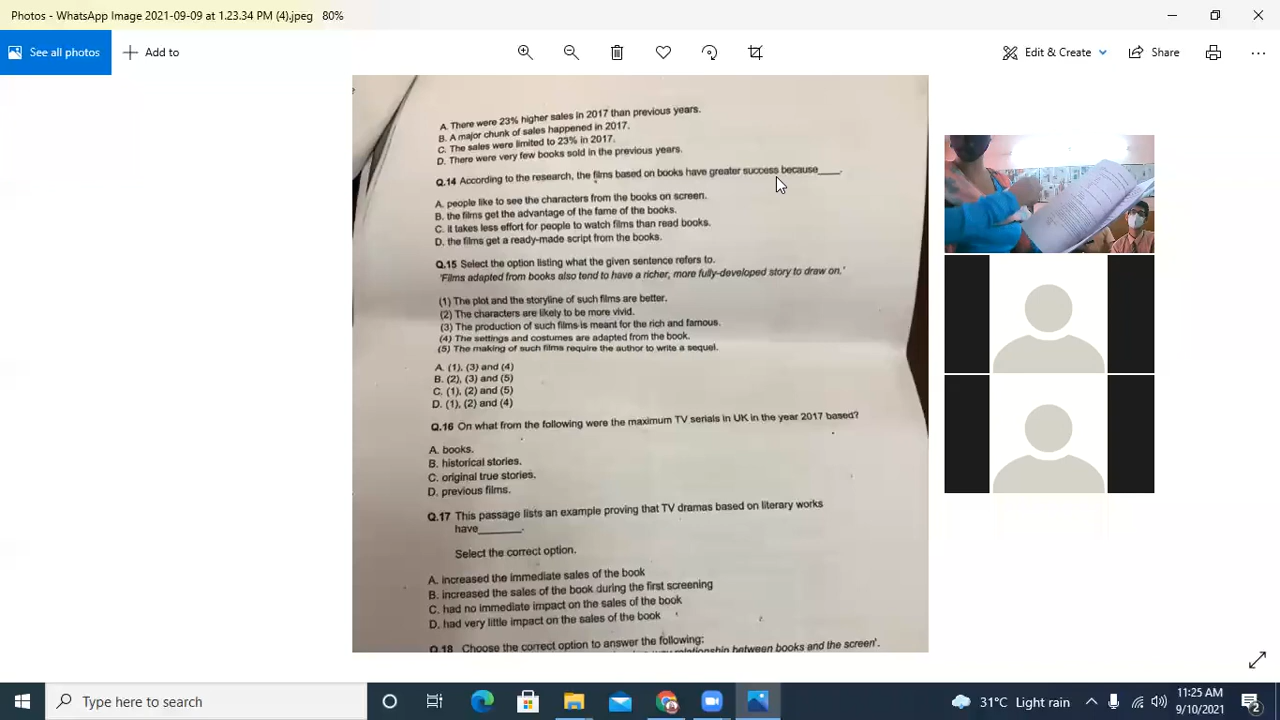 Photos - WhatsApp Image 2021-09-09 at 1.23.34 PM (4).jpeg 80%
See all photos
Add to
Edit & Create
Share
A. There were 23% higher sales in 2017 than previous years.
B. A major chunk of sales happened in 2017.
C. The sales were limited to 23% in 2017.
D. There were very few books sold in the previous years.
Q.14 According to the research, the films based on books have greater success because____.
A. people like to see the characters from the books on screen.
B. the films get the advantage of the fame of the books.
C. it takes less effort for people to watch films than read books.
D. the films get a ready-made script from the books.
Q.15 Select the option listing what the given sentence refers to.
'Films adapted from books also tend to have a richer, more fully-developed story to draw on.'
(1) The plot and the storyline of such films are better.
(2) The characters are likely to be more vivid.
(3) The production of such films is meant for the rich and famous.
(4) The settings and costumes are adapted from the book.
(5) The making of such films require the author to write a sequel.
A. (1), (3) and (4)
B. (2), (3) and (5)
C. (1), (2) and (5)
D. (1), (2) and (4)
Q.16 On what from the following were the maximum TV serials in UK in the year 2017 based?
A. books.
B. historical stories.
C. original true stories.
D. previous films.
Q.17 This passage lists an example proving that TV dramas based on literary works
have_______.
Select the correct option.
A. increased the immediate sales of the book
B. increased the sales of the book during the first screening
C. had no immediate impact on the sales of the book
D. had very little impact on the sales of the book
Q.18 Choose the correct option to answer the following:
relationship between books and the screen'.
Type here to search
31°C Light rain
11:25 AM
9/10/2021
2